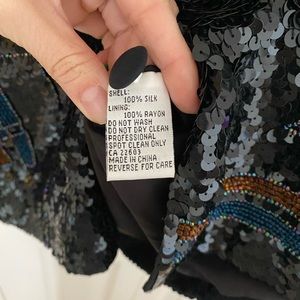 SHELL:
100% SILK
LINING:
100% RAYON
DO NOT WASH
DO NOT DRY CLEAN
PROFESSIONAL
SPOT CLEAN ONLY
CA 22603
MADE IN CHINA
REVERSE FOR CARE